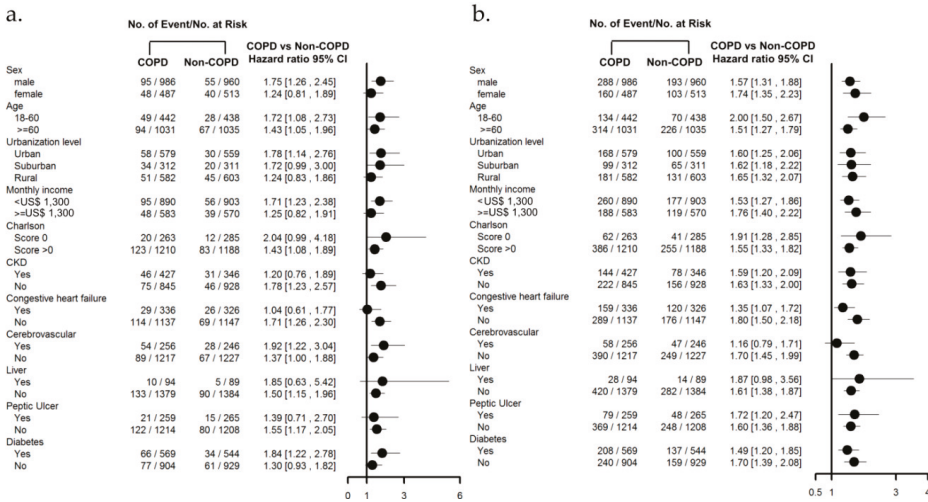 a.
No. of Event/No. at Risk
COPD vs Non-COPD
COPD Non-COPD Hazard ratio 95% CI
Sex
male 95 / 986 55 / 960 1.75 [1.26 , 2.45]
female 48 / 487 40 / 513 1.24 [0.81 , 1.89]
Age
18-60 49 / 442 28 / 438 1.72 [1.08 , 2.73]
>=60 94 / 1031 67 / 1035 1.43 [1.05 , 1.96]
Urbanization level
Urban 58 / 579 30 / 559 1.78 [1.14 , 2.76]
Suburban 34 / 312 20 / 311 1.72 [0.99 , 3.00]
Rural 51 / 582 45 / 603 1.24 [0.83 , 1.86]
Monthly income
<US$ 1,300 95 / 890 56 / 903 1.71 [1.23 , 2.38]
>=US$ 1,300 48 / 583 39 / 570 1.25 [0.82 , 1.91]
Charlson
Score 0 20 / 263 12 / 285 2.04 [0.99 , 4.18]
Score >0 123 / 1210 83 / 1188 1.43 [1.08 , 1.89]
CKD
Yes 46 / 427 31 / 346 1.20 [0.76 , 1.89]
No 75 / 845 46 / 928 1.78 [1.23 , 2.57]
Congestive heart failure
Yes 29 / 336 26 / 326 1.04 [0.61 , 1.77]
No 114 / 1137 69 / 1147 1.71 [1.26 , 2.30]
Cerebrovascular
Yes 54 / 256 28 / 246 1.92 [1.22 , 3.04]
No 89 / 1217 67 / 1227 1.37 [1.00 , 1.88]
Liver
Yes 10 / 94 5 / 89 1.85 [0.63 , 5.42]
No 133 / 1379 90 / 1384 1.50 [1.15 , 1.96]
Peptic Ulcer
Yes 21 / 259 15 / 265 1.39 [0.71 , 2.70]
No 122 / 1214 80 / 1208 1.55 [1.17 , 2.05]
Diabetes
Yes 66 / 569 34 / 544 1.84 [1.22 , 2.78]
No 77 / 904 61 / 929 1.30 [0.93 , 1.82]
0 1 3 6
b.
No. of Event/No. at Risk
COPD vs Non-COPD
COPD Non-COPD Hazard ratio 95% CI
Sex
male 288 / 986 193 / 960 1.57 [1.31 , 1.88]
female 160 / 487 103 / 513 1.74 [1.35 , 2.23]
Age
18-60 134 / 442 70 / 438 2.00 [1.50 , 2.67]
>=60 314 / 1031 226 / 1035 1.51 [1.27 , 1.79]
Urbanization level
Urban 168 / 579 100 / 559 1.60 [1.25 , 2.06]
Suburban 99 / 312 65 / 311 1.62 [1.18 , 2.22]
Rural 181 / 582 131 / 603 1.65 [1.32 , 2.07]
Monthly income
<US$ 1,300 260 / 890 177 / 903 1.53 [1.27 , 1.86]
>=US$ 1,300 188 / 583 119 / 570 1.76 [1.40 , 2.22]
Charlson
Score 0 62 / 263 41 / 285 1.91 [1.28 , 2.85]
Score >0 386 / 1210 255 / 1188 1.55 [1.33 , 1.82]
CKD
Yes 144 / 427 78 / 346 1.59 [1.20 , 2.09]
No 222 / 845 156 / 928 1.63 [1.33 , 2.00]
Congestive heart failure
Yes 159 / 336 120 / 326 1.35 [1.07 , 1.72]
No 289 / 1137 176 / 1147 1.80 [1.50 , 2.18]
Cerebrovascular
Yes 58 / 256 47 / 246 1.16 [0.79 , 1.71]
No 390 / 1217 249 / 1227 1.70 [1.45 , 1.99]
Liver
Yes 28 / 94 14 / 89 1.87 [0.98 , 3.56]
No 420 / 1379 282 / 1384 1.61 [1.38 , 1.87]
Peptic Ulcer
Yes 79 / 259 48 / 265 1.72 [1.20 , 2.47]
No 369 / 1214 248 / 1208 1.60 [1.36 , 1.88]
Diabetes
Yes 208 / 569 137 / 544 1.49 [1.20 , 1.85]
No 240 / 904 159 / 929 1.70 [1.39 , 2.08]
0.5 1 3 4